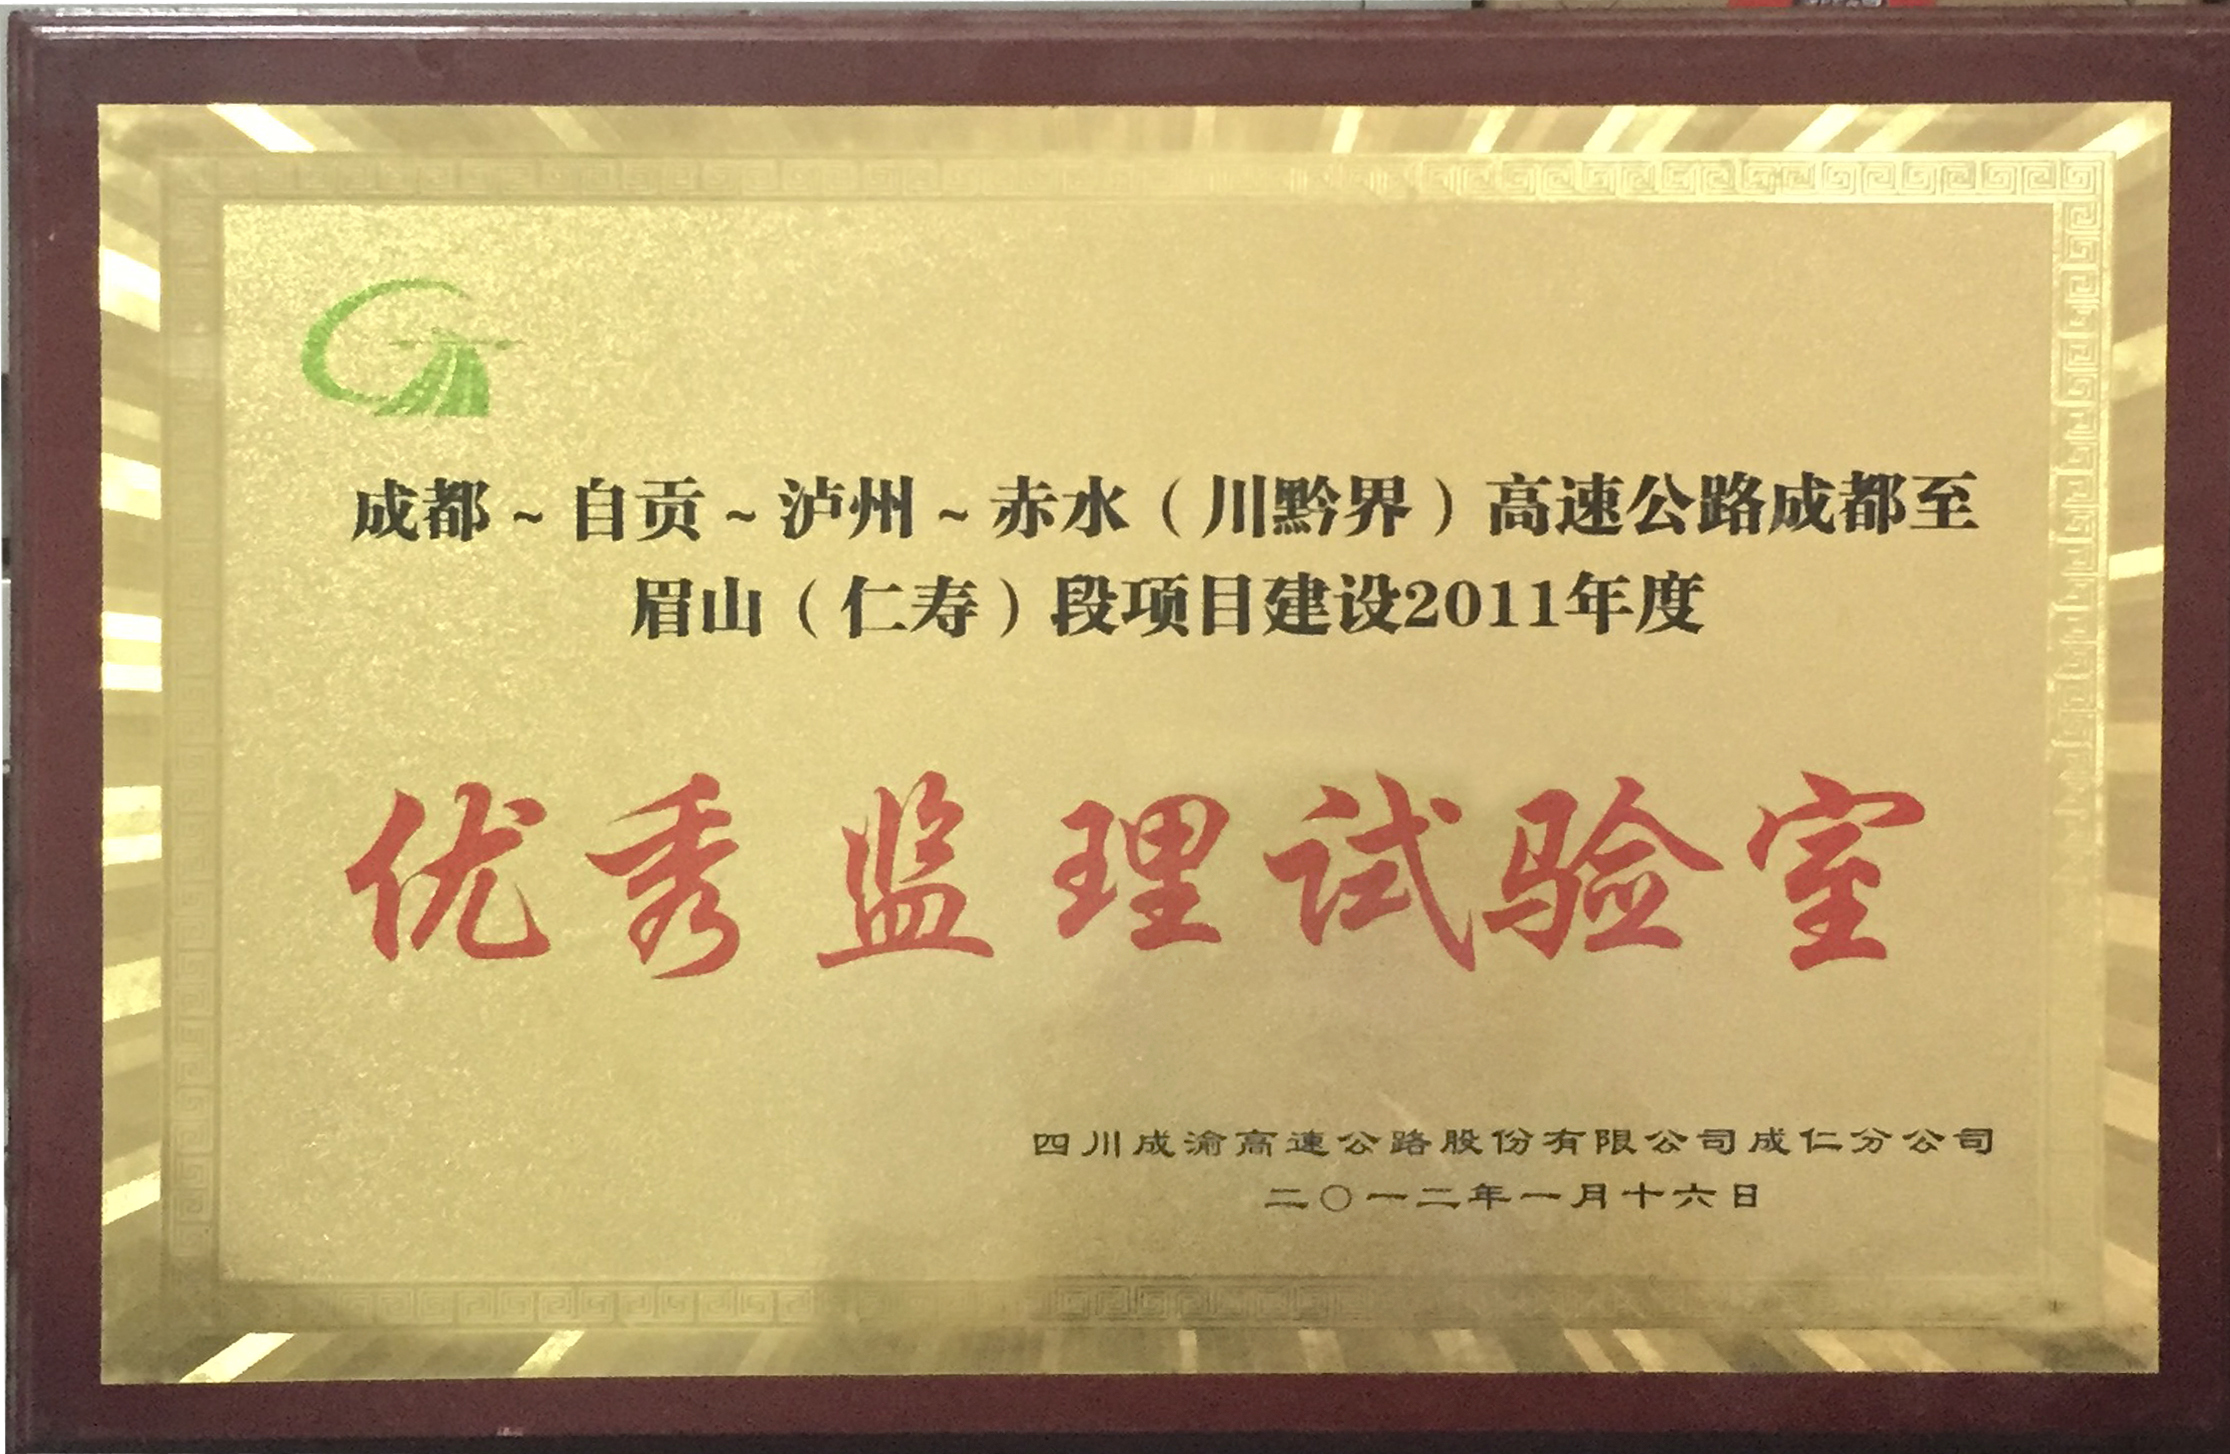 成都~自贡~泸州~赤水（川黔界）高速公路成都至
眉山（仁寿）段项目建设2011年度
优秀监理试验室
四川成渝高速公路股份有限公司成仁分公司
二〇一二年一月十六日